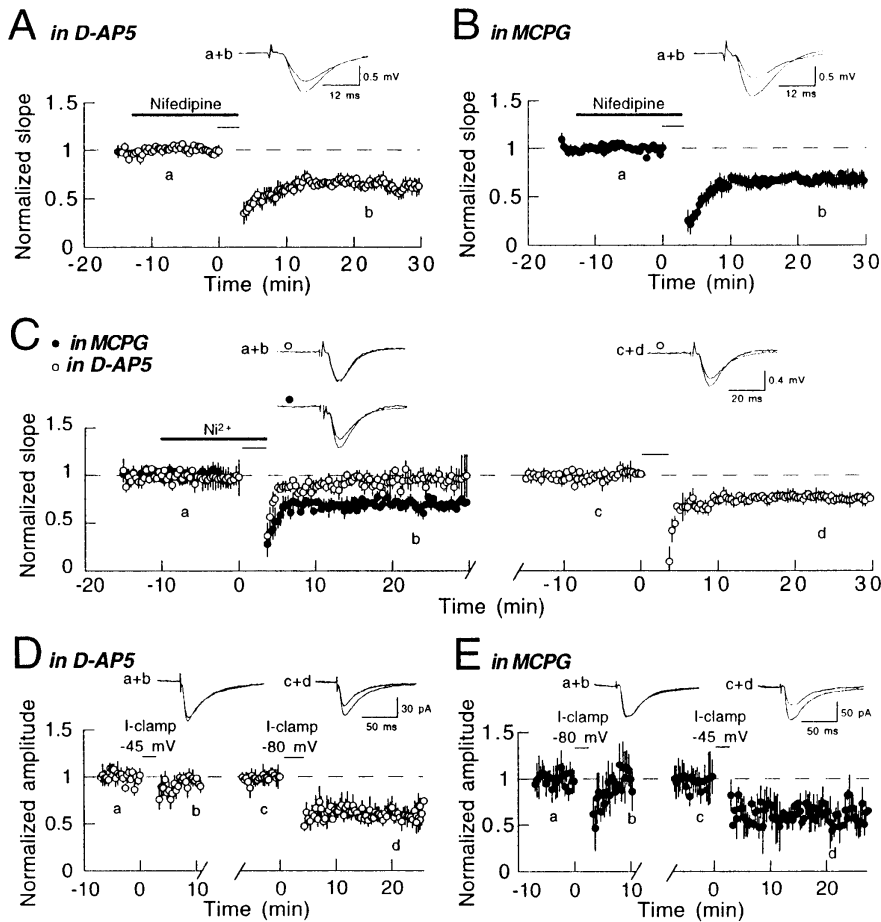 A in D-AP5
a+b
0.5 mV
12 ms
Normalized slope
1.5
1
0.5
0
Nifedipine
a
b
-20 -10 0 10 20 30
Time (min)
B in MCPG
a+b
0.5 mV
12 ms
Normalized slope
1.5
1
0.5
0
Nifedipine
a
b
-20 -10 0 10 20 30
Time (min)
C
in MCPG
in D-AP5
a+b
c+d
0.4 mV
20 ms
Normalized slope
1.5
1
0.5
0
Ni2+
a
b
c
d
-20 -10 0 10 20 -10 0 10 20 30
Time (min)
D in D-AP5
a+b
c+d
30 pA
50 ms
Normalized amplitude
1.5
1
0.5
0
I-clamp
-45 mV
I-clamp
-80 mV
a
b
c
d
0 10 0 10 20
Time (min)
E in MCPG
a+b
c+d
50 pA
50 ms
Normalized amplitude
1.5
1
0.5
0
I-clamp
-80 mV
I-clamp
-45 mV
a
b
c
d
0 10 0 10 20
Time (min)